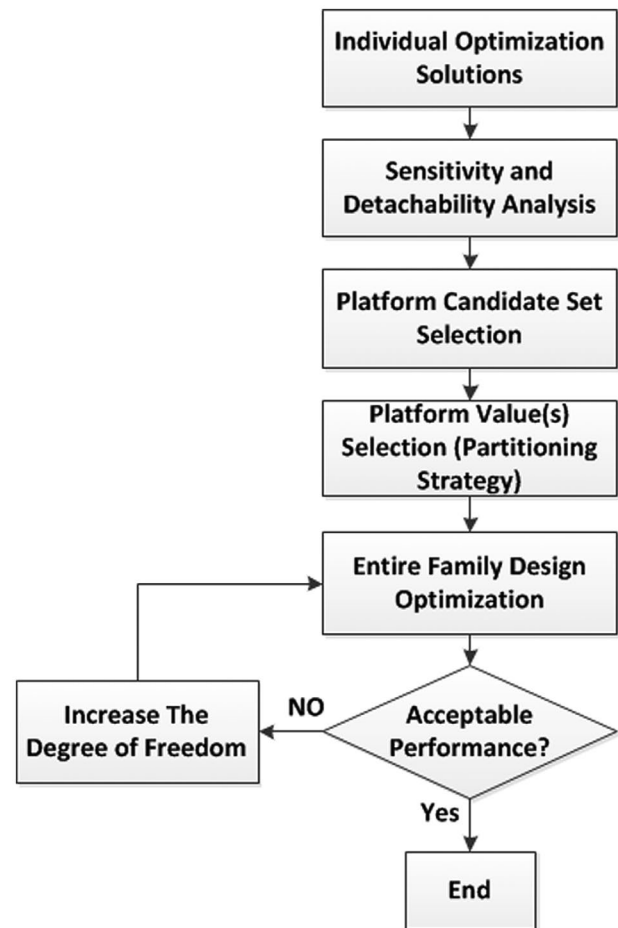 Individual Optimization
Solutions
Sensitivity and
Detachability Analysis
Platform Candidate Set
Selection
Platform Value(s)
Selection (Partitioning
Strategy)
Entire Family Design
Optimization
Increase The
Degree of Freedom
NO
Acceptable
Performance?
Yes
End